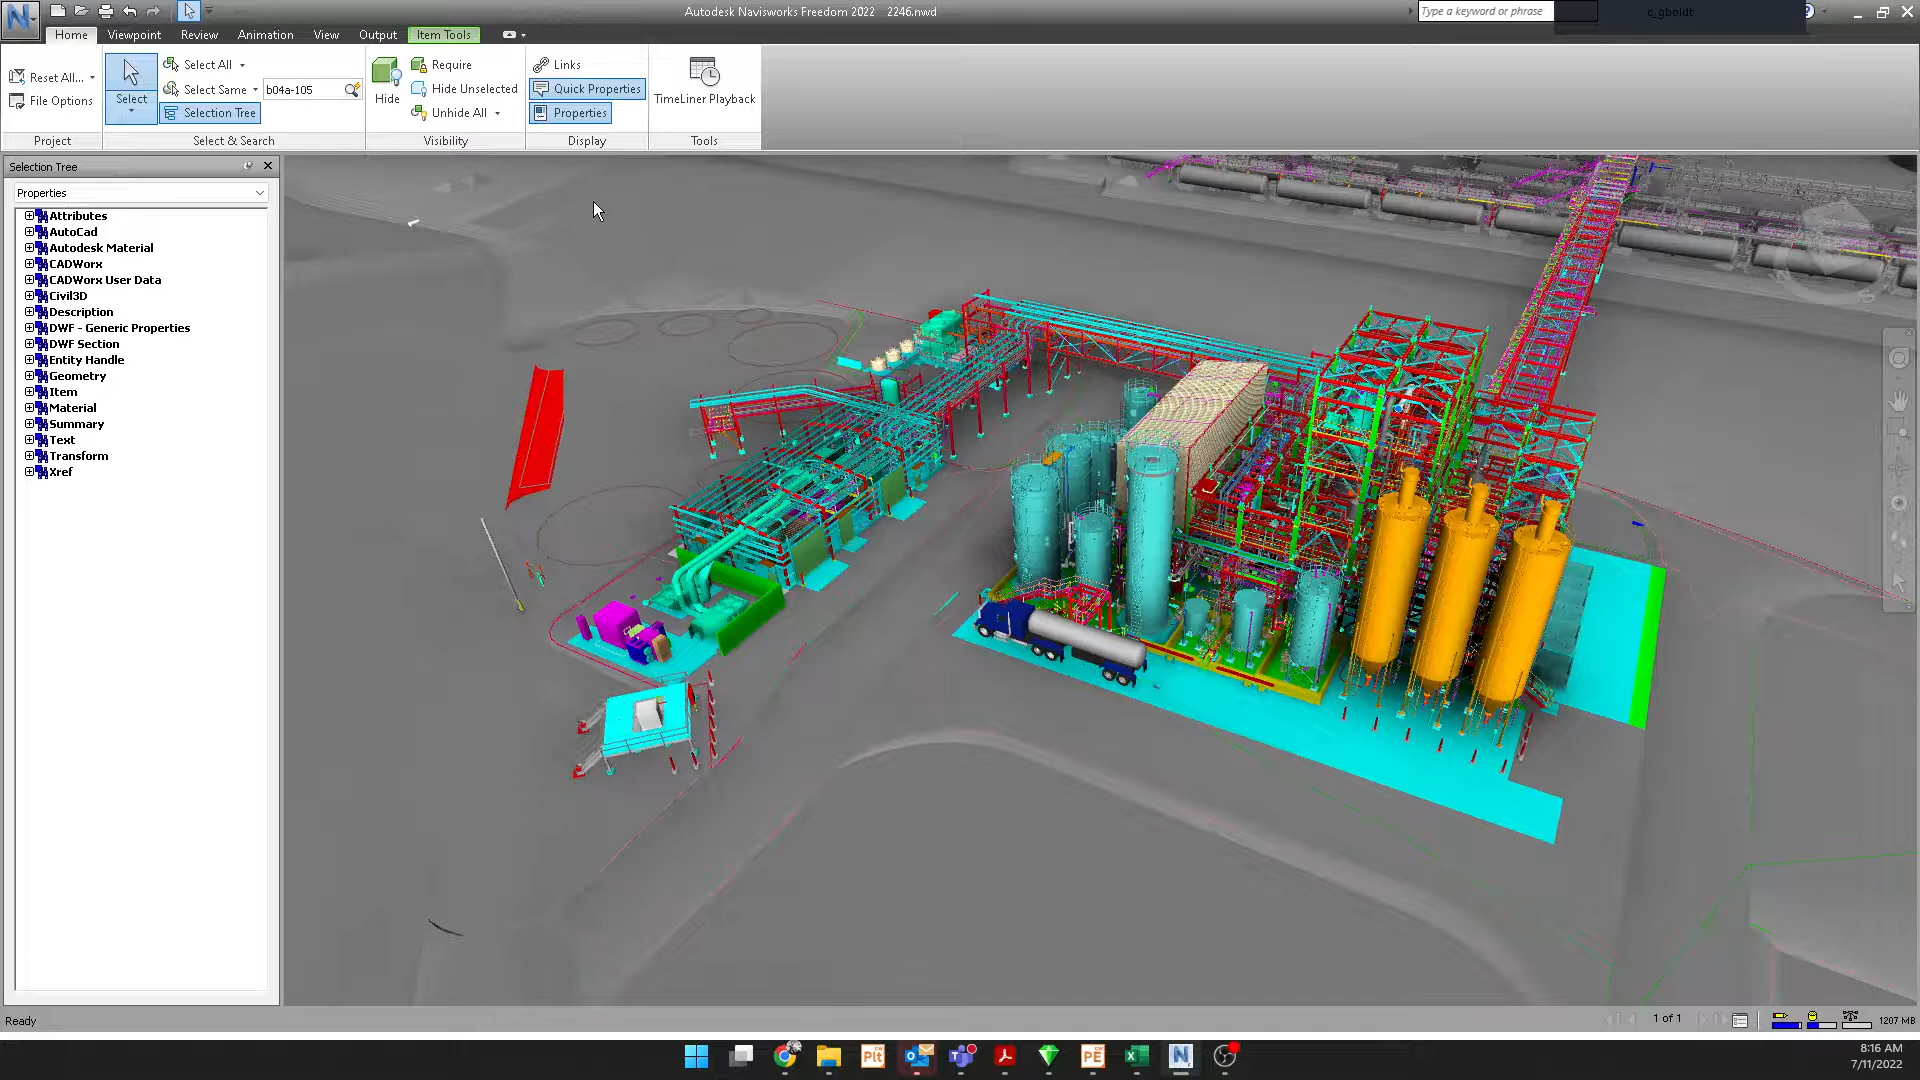 Autodesk Navisworks Freedom 2022 2246.nwd
Type a keyword or phrase
c_gboldt
Home Viewpoint Review Animation View Output Item Tools
Reset All...
File Options
Project
Select
Select All
Select Same
b04a-105
Selection Tree
Select & Search
Hide
Require
Hide Unselected
Unhide All
Visibility
Links
Quick Properties
Properties
Display
TimeLiner Playback
Tools
Selection Tree
Properties
Attributes
AutoCad
Autodesk Material
CADWorx
CADWorx User Data
Civil3D
Description
DWF - Generic Properties
DWF Section
Entity Handle
Geometry
Item
Material
Summary
Text
Transform
Xref
Ready
1 of 1
1207 MB
Plt
PE
8:16 AM
7/11/2022